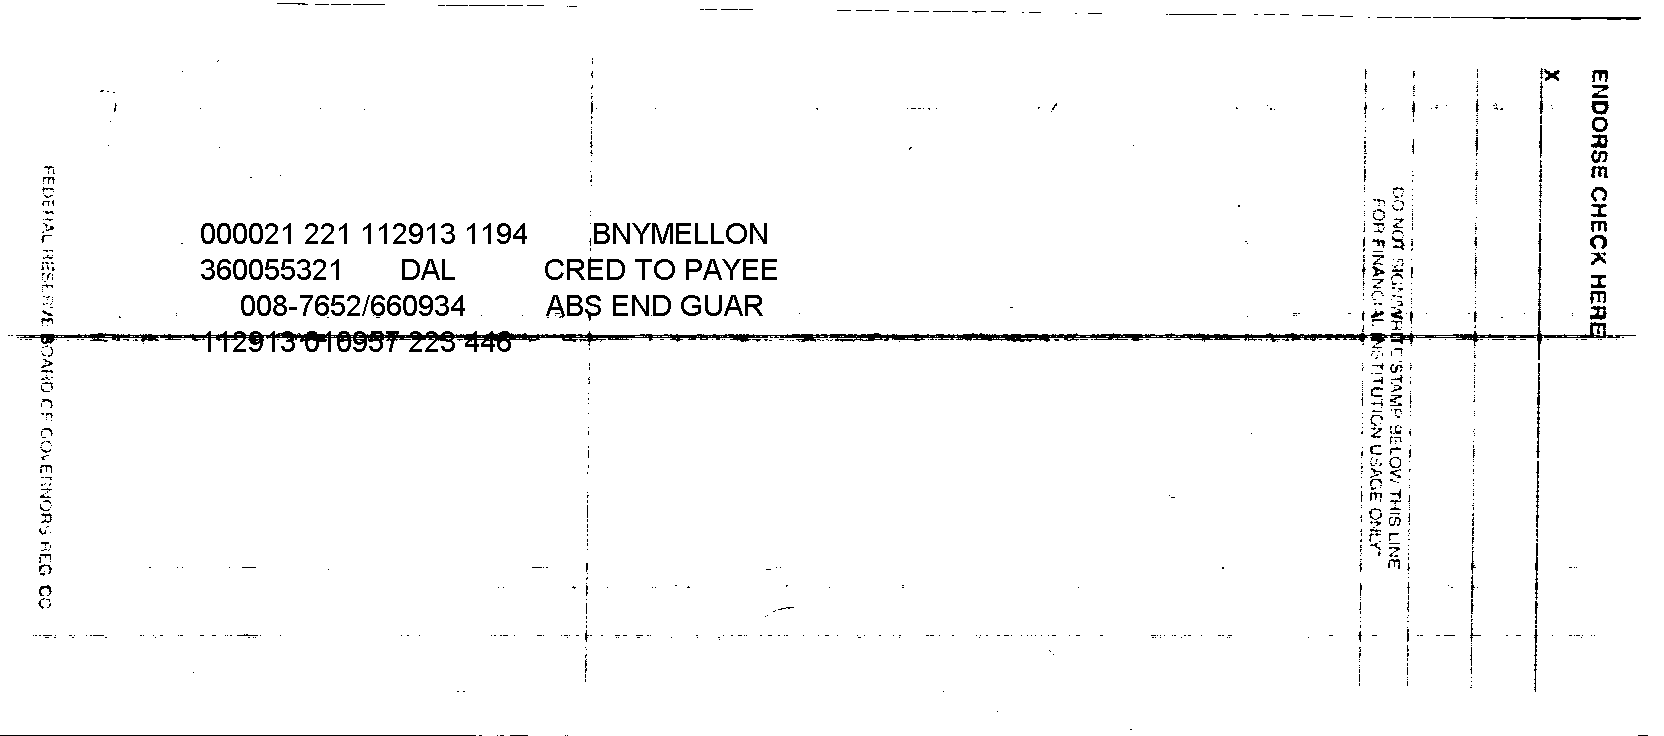 000021 221 112913 1194 BNYMELLON
360055321 DAL CRED TO PAYEE
008-7652/660934 ABS END GUAR
112913 010957 223 446
ENDORSE CHECK HERE
X
DO NOT SIGN/WRITE/STAMP BELOW THIS LINE
FOR FINANCIAL INSTITUTION USAGE ONLY*
FEDERAL RESERVE BOARD OF GOVERNORS REG CC